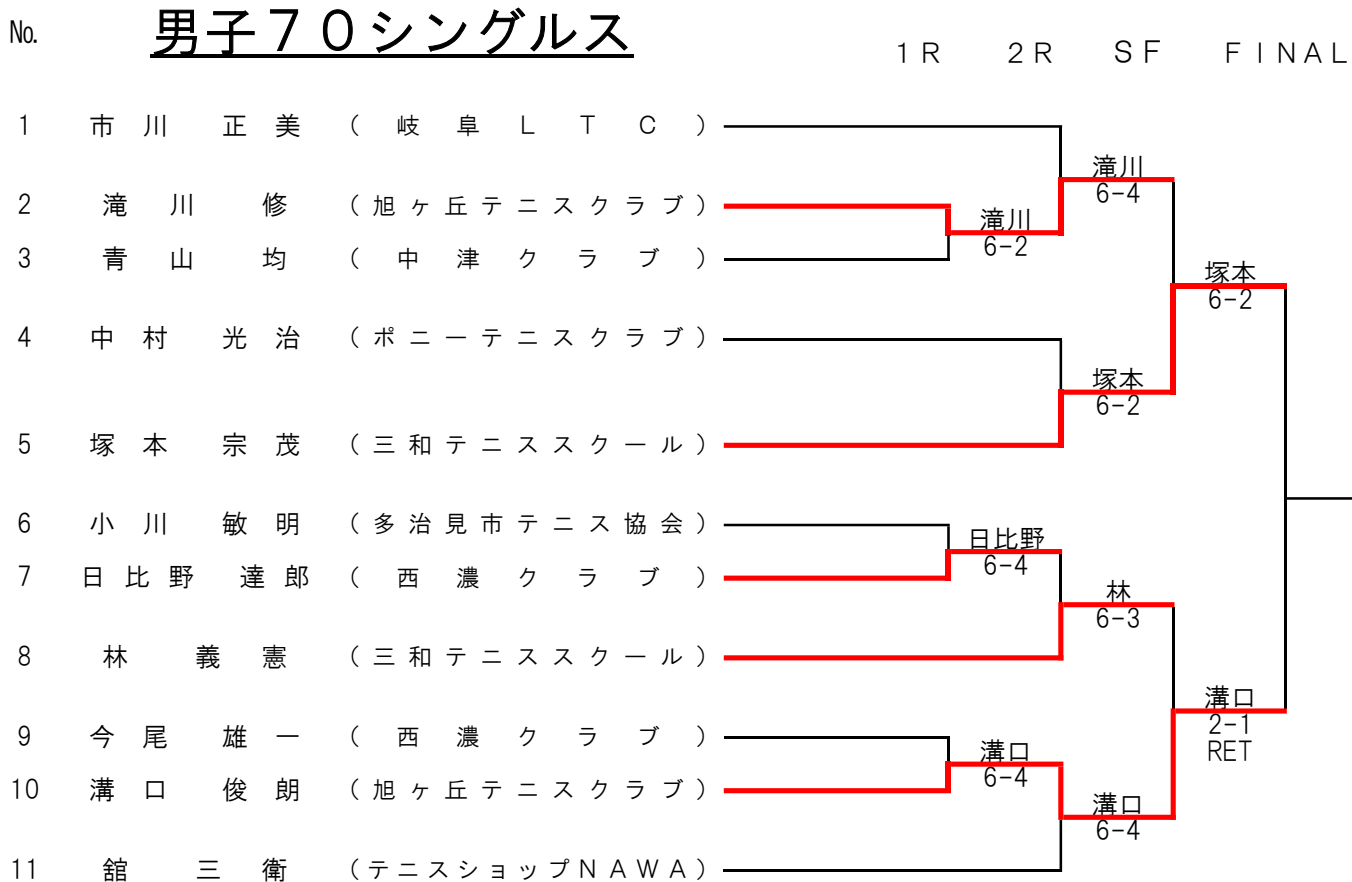 No. 男子７０シングルス
１Ｒ ２Ｒ ＳＦ ＦＩＮＡＬ
1 市川 正美 （岐阜ＬＴＣ）
滝川
6-4
2 滝川 修 （旭ヶ丘テニスクラブ）
滝川
6-2
3 青山 均 （中津クラブ）
塚本
6-2
4 中村 光治 （ポニーテニスクラブ）
塚本
6-2
5 塚本 宗茂 （三和テニススクール）
6 小川 敏明 （多治見市テニス協会）
日比野
6-4
7 日比野 達郎 （西濃クラブ）
林
6-3
8 林 義憲 （三和テニススクール）
溝口
2-1
RET
9 今尾 雄一 （西濃クラブ）
溝口
6-4
10 溝口 俊朗 （旭ヶ丘テニスクラブ）
溝口
6-4
11 舘 三衛 （テニスショップＮＡＷＡ）